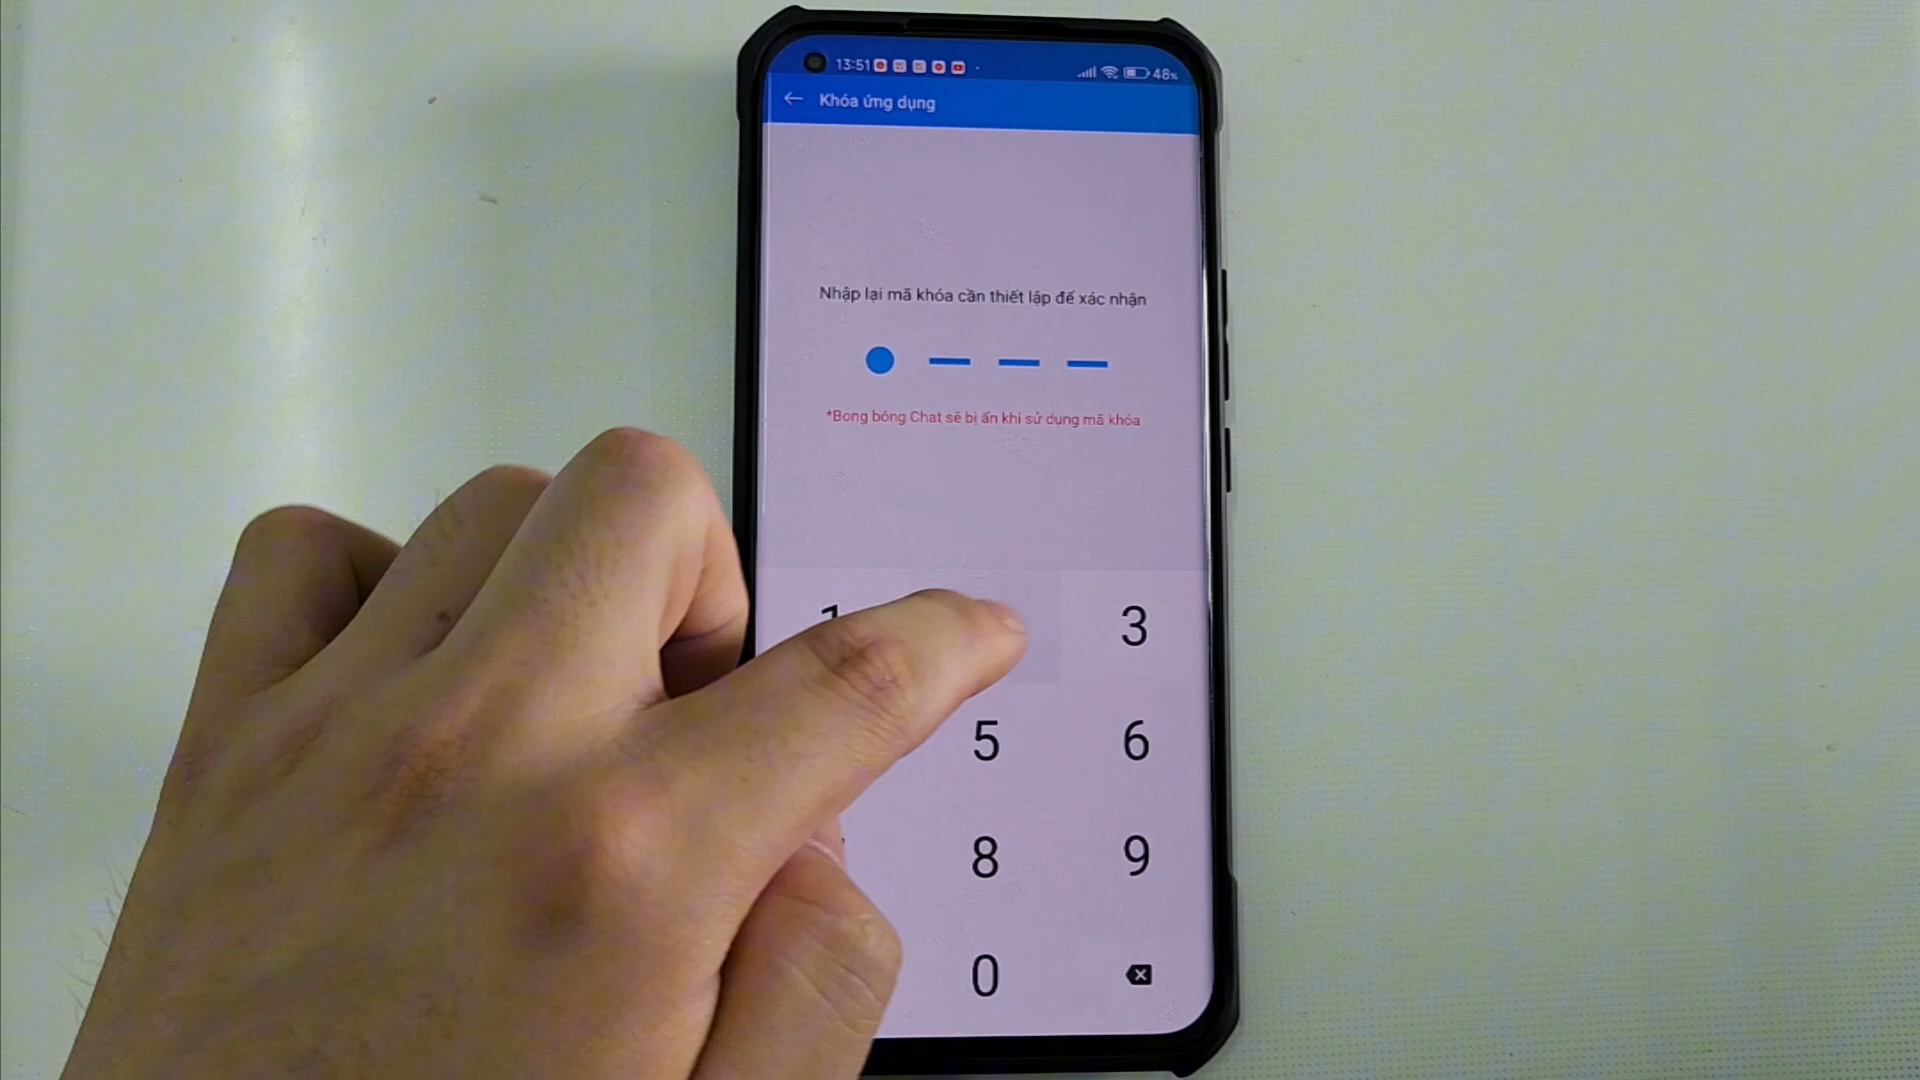 13:51 48%
Khóa ứng dụng
Nhập lại mã khóa cần thiết lập để xác nhận
*Bong bóng Chat sẽ bị ẩn khi sử dụng mã khóa
1 3
5 6
8 9
0